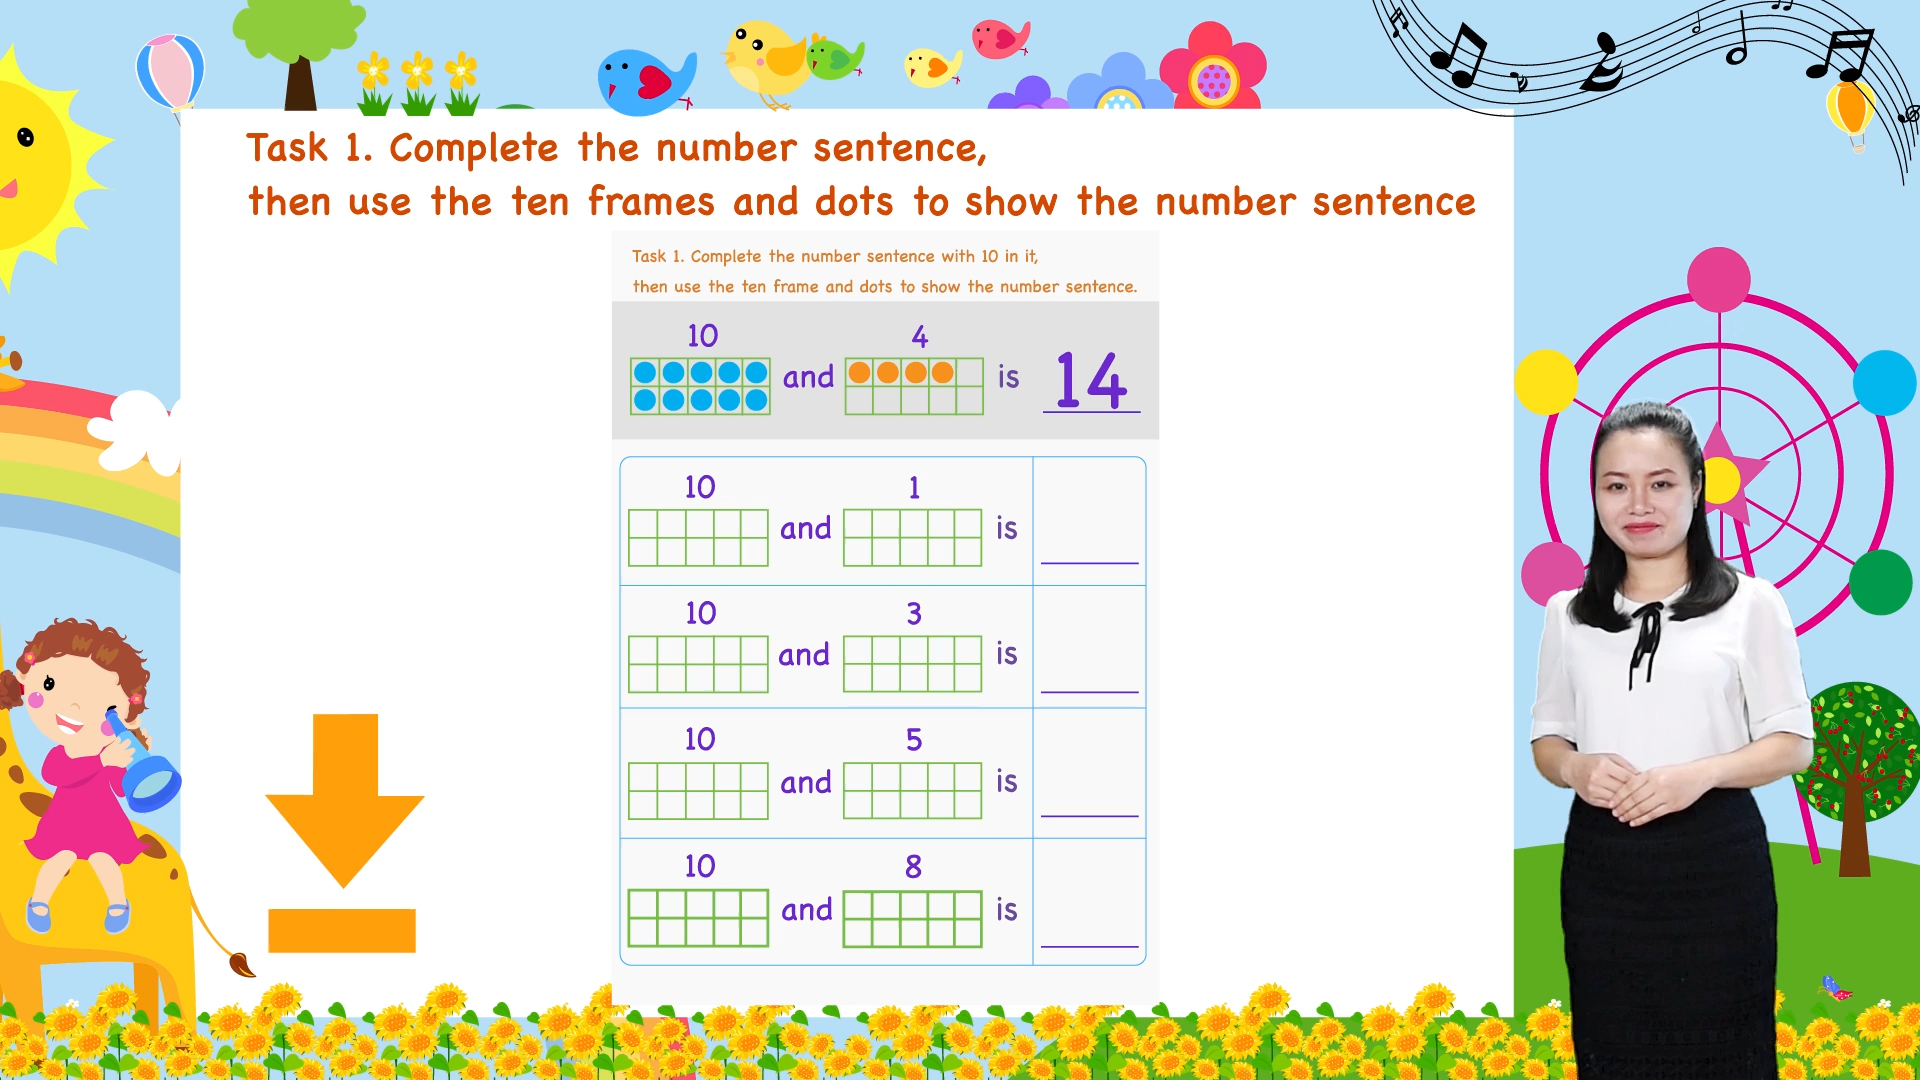 Task 1. Complete the number sentence,
then use the ten frames and dots to show the number sentence
Task 1. Complete the number sentence with 10 in it,
then use the ten frame and dots to show the number sentence.
10 4
and is 14
10 1
and is
10 3
and is
10 5
and is
10 8
and is